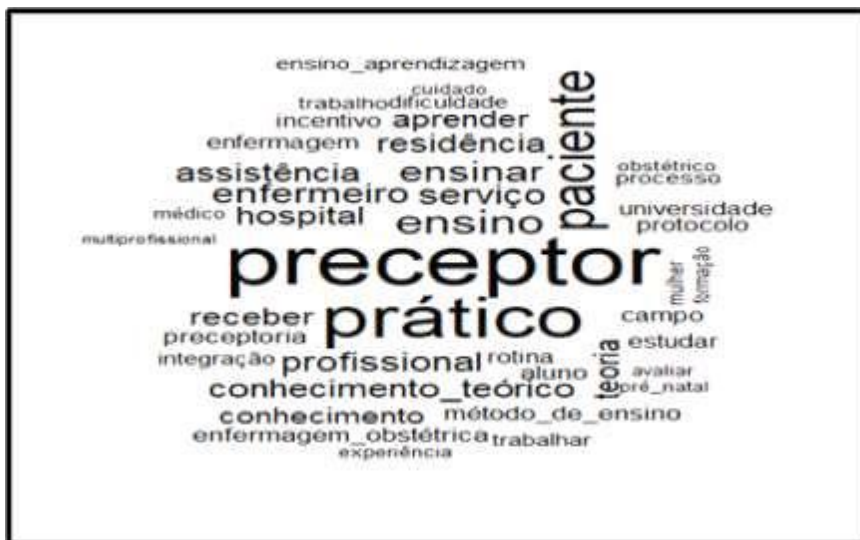 ensino_aprendizagem
cuidado
trabalho dificuldade
incentivo aprender
enfermagem residência
paciente
assistência ensinar
obstétrico
processo
enfermeiro serviço
médico hospital ensino
universidade
protocolo
multiprofissional
preceptor
mulher
formação
receber prático campo
preceptoria
teoria
estudar
integração profissional rotina
aluno avaliar
conhecimento_teórico pré_natal
conhecimento método_de_ensino
enfermagem_obstétrica trabalhar
experiência